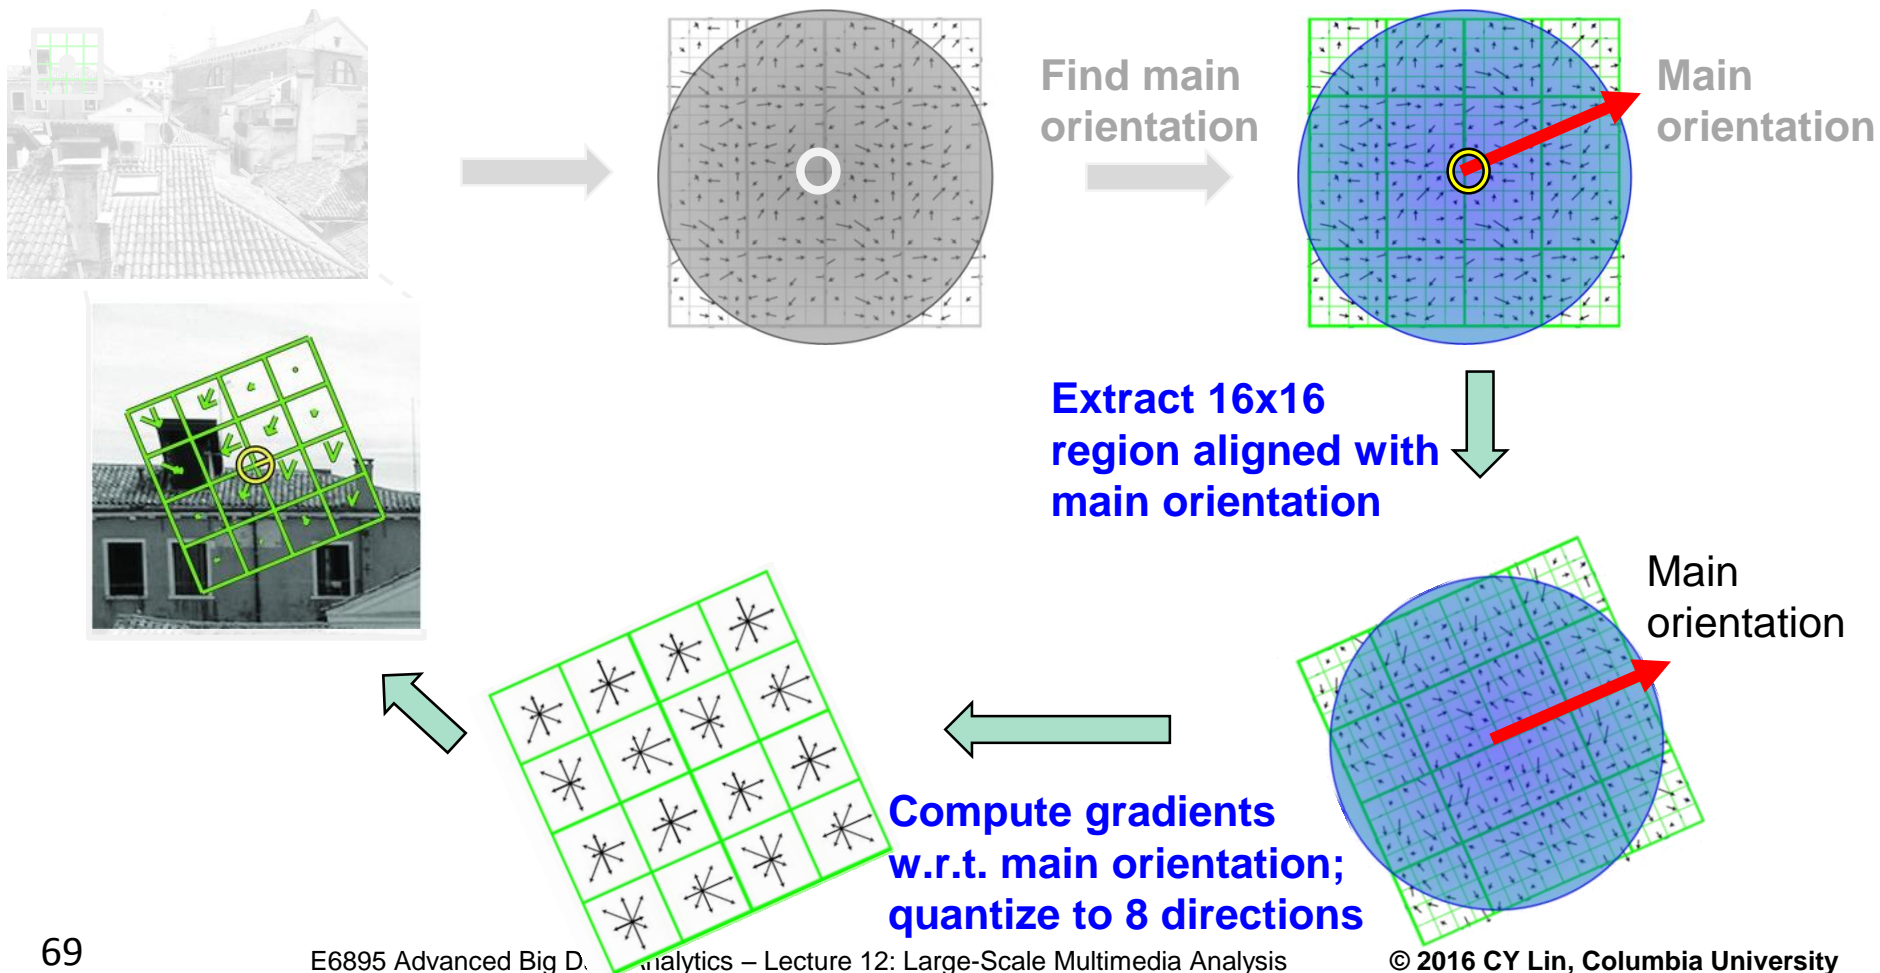 Find main
orientation
Main
orientation
Extract 16x16
region aligned with
main orientation
Main
orientation
Compute gradients
w.r.t. main orientation;
quantize to 8 directions
69
E6895 Advanced Big – Lecture 12: Large-Scale Multimedia Analysis
© 2016 CY Lin, Columbia University